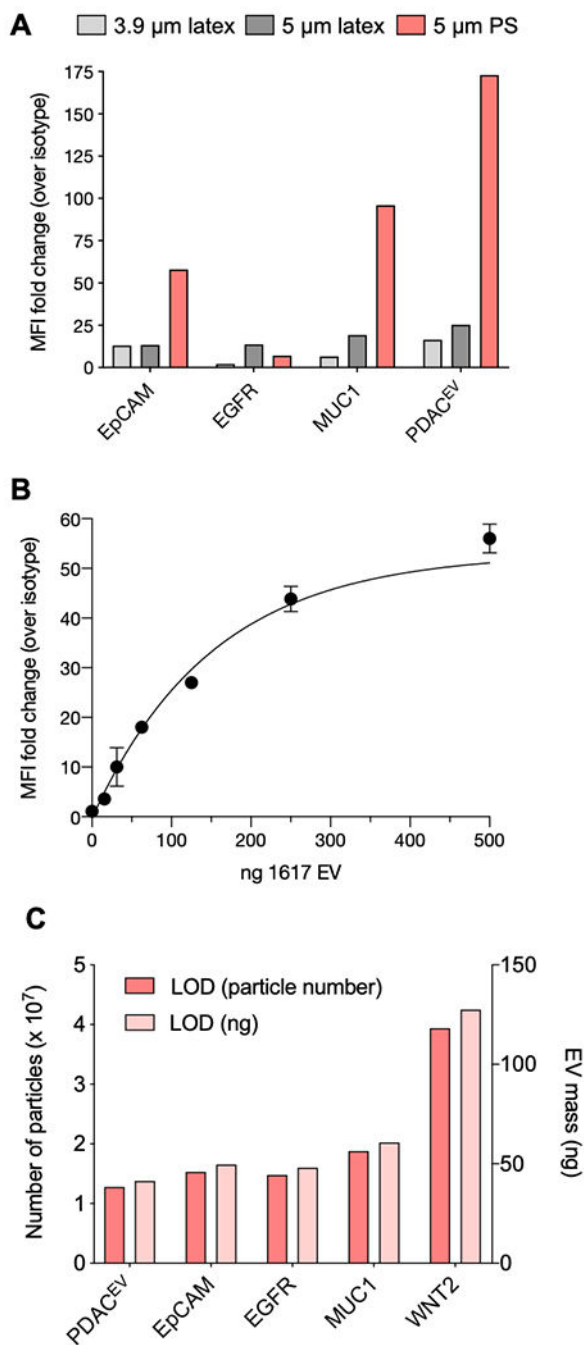 A
3.9 µm latex 5 µm latex 5 µm PS
MFI fold change (over isotype)
175
150
125
100
75
50
25
0
EpCAM EGFR MUC1 PDACᴱⱽ
B
MFI fold change (over isotype)
60
50
40
30
20
10
0
0 100 200 300 400 500
ng 1617 EV
C
LOD (particle number)
LOD (ng)
Number of particles (x 10⁷)
5
4
3
2
1
0
150
100
50
0
EV mass (ng)
PDACᴱⱽ EpCAM EGFR MUC1 WNT2